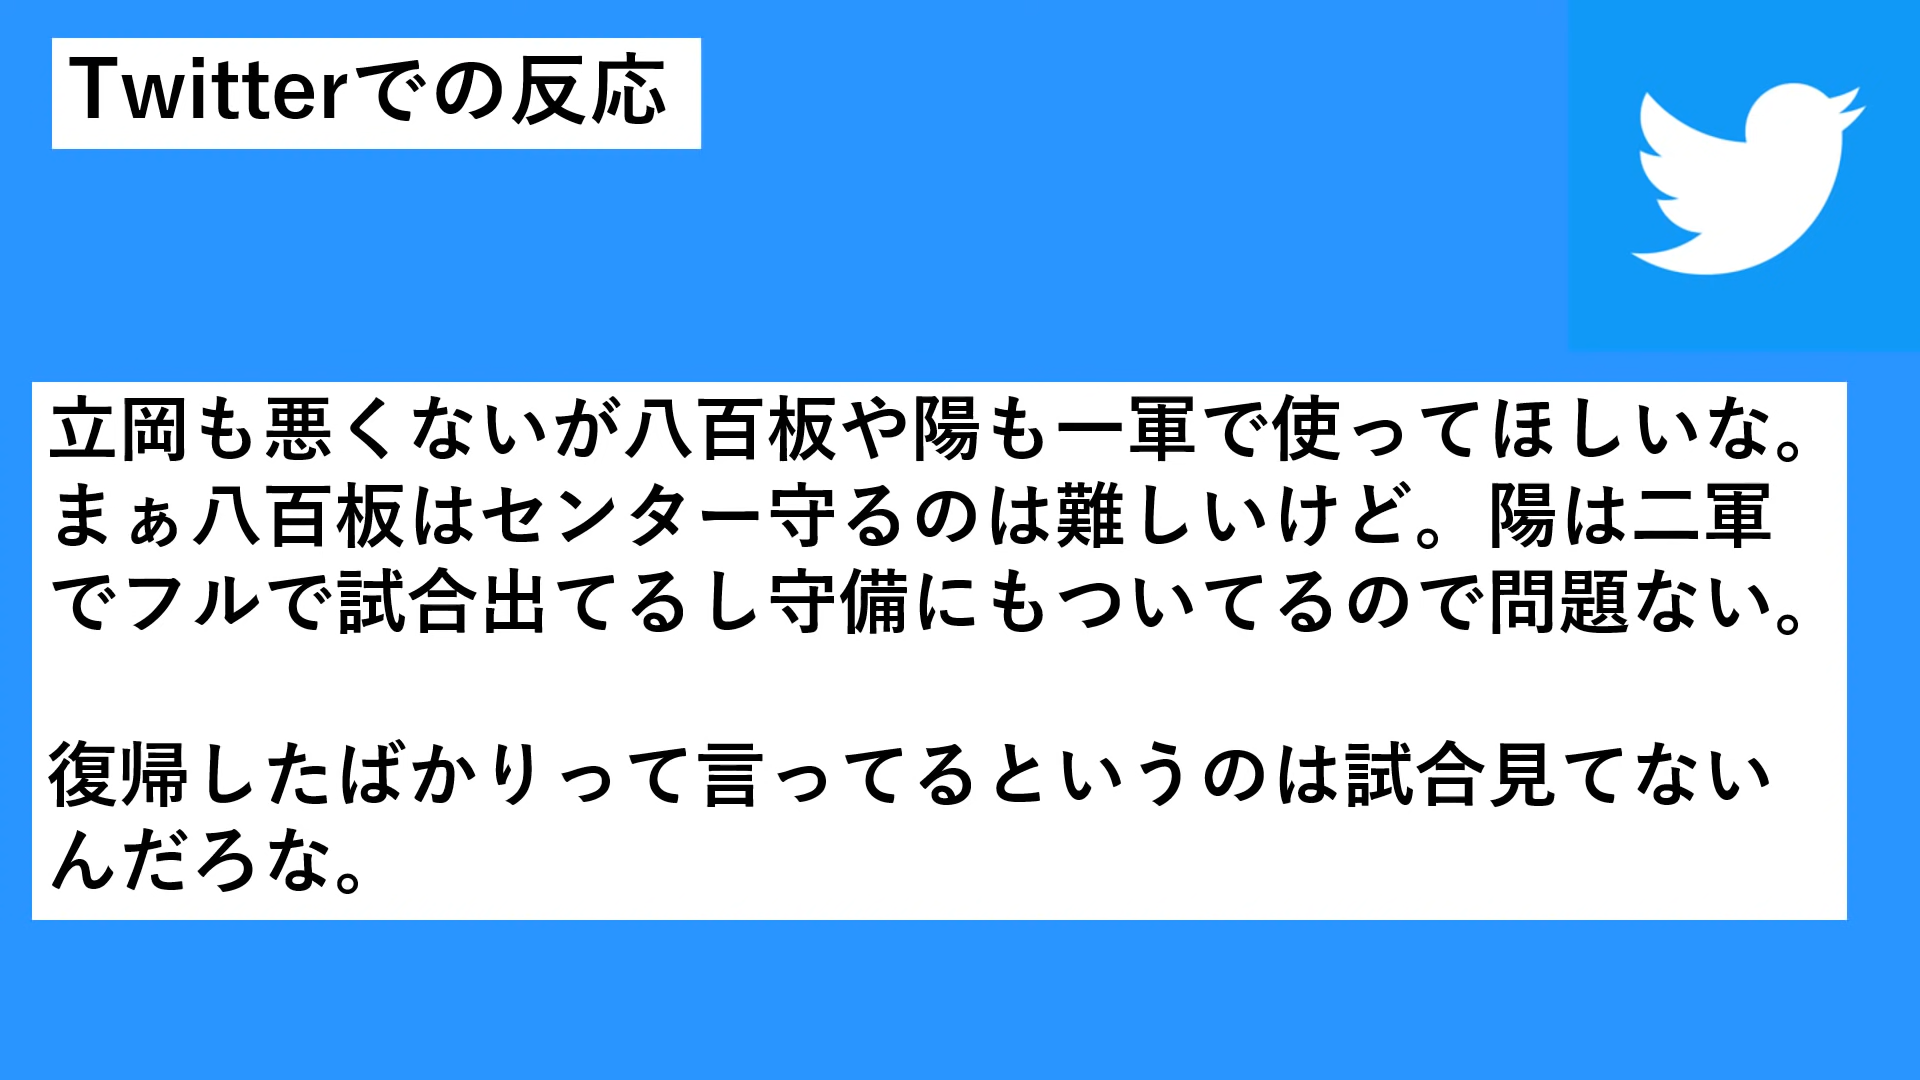 Twitterでの反応
立岡も悪くないが八百板や陽も一軍で使ってほしいな。
まぁ八百板はセンター守るのは難しいけど。陽は二軍
でフルで試合出てるし守備にもついてるので問題ない。
復帰したばかりって言ってるというのは試合見てない
んだろな。